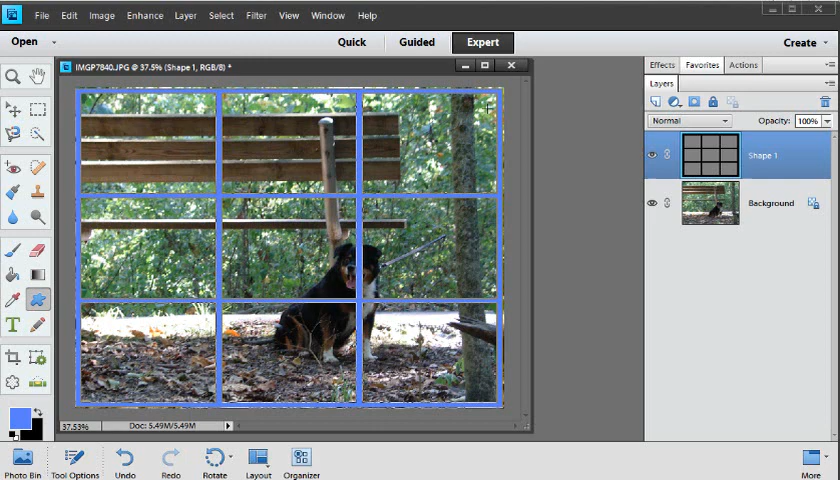 File Image Enhance Layer Select Filter View Window Help
Open Quick Guided Expert Create
IMGP7840.JPG @ 37.5% (Shape 1, RGB/8) *
Effects Favorites Actions
Layers
Normal Opacity: 100%
Shape 1
Background
T
37.53% Doc: 5.49M/5.49M
Photo Bin Tool Options Undo Redo Rotate Layout Organizer More